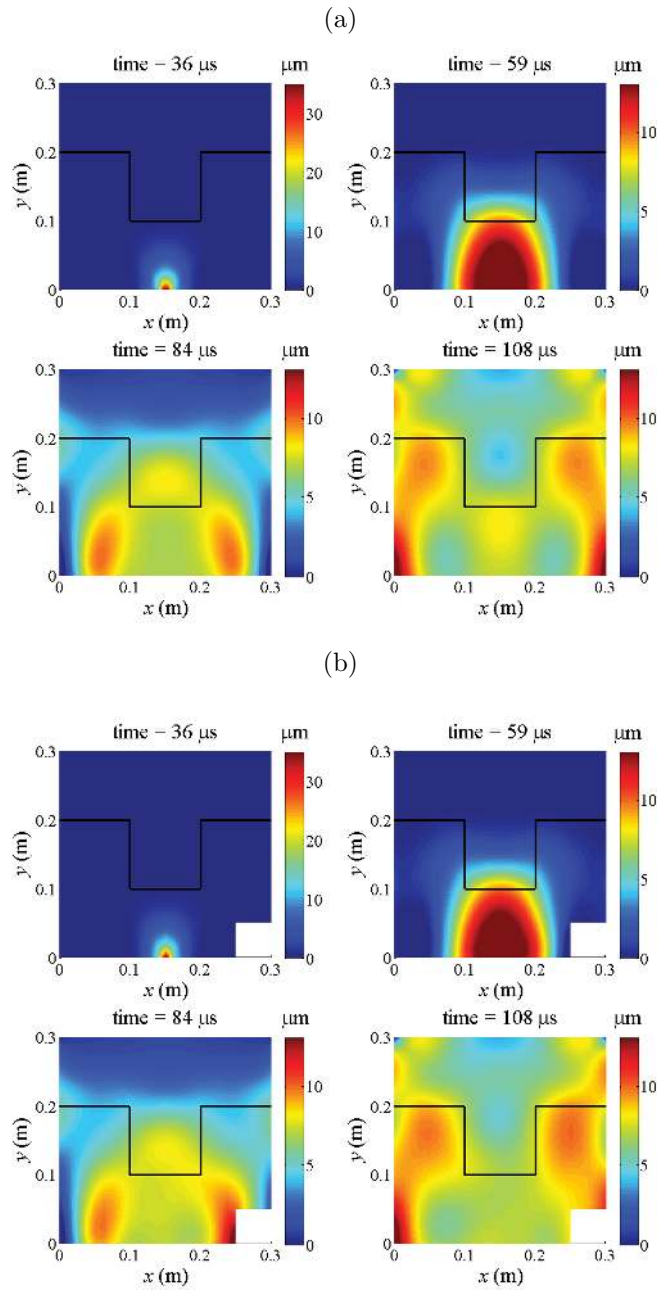 (a)
time – 36 μs μm time – 59 μs μm
0.3 30 0.3 10
0.2 20 0.2
y (m) y (m)
0.1 10 0.1 5
0 0 0 0
0 0.1 0.2 0.3 0 0.1 0.2 0.3
x (m) x (m)
time = 84 μs μm time = 108 μs μm
0.3 10 0.3 10
0.2 0.2
y (m) 5 y (m) 5
0.1 0.1
0 0 0 0
0 0.1 0.2 0.3 0 0.1 0.2 0.3
x (m) x (m)
(b)
time – 36 μs μm time – 59 μs μm
0.3 30 0.3 10
0.2 20 0.2
y (m) y (m)
0.1 10 0.1 5
0 0 0 0
0 0.1 0.2 0.3 0 0.1 0.2 0.3
x (m) x (m)
time = 84 μs μm time = 108 μs μm
0.3 10 0.3 10
0.2 0.2
y (m) 5 y (m) 5
0.1 0.1
0 0 0 0
0 0.1 0.2 0.3 0 0.1 0.2 0.3
x (m) x (m)